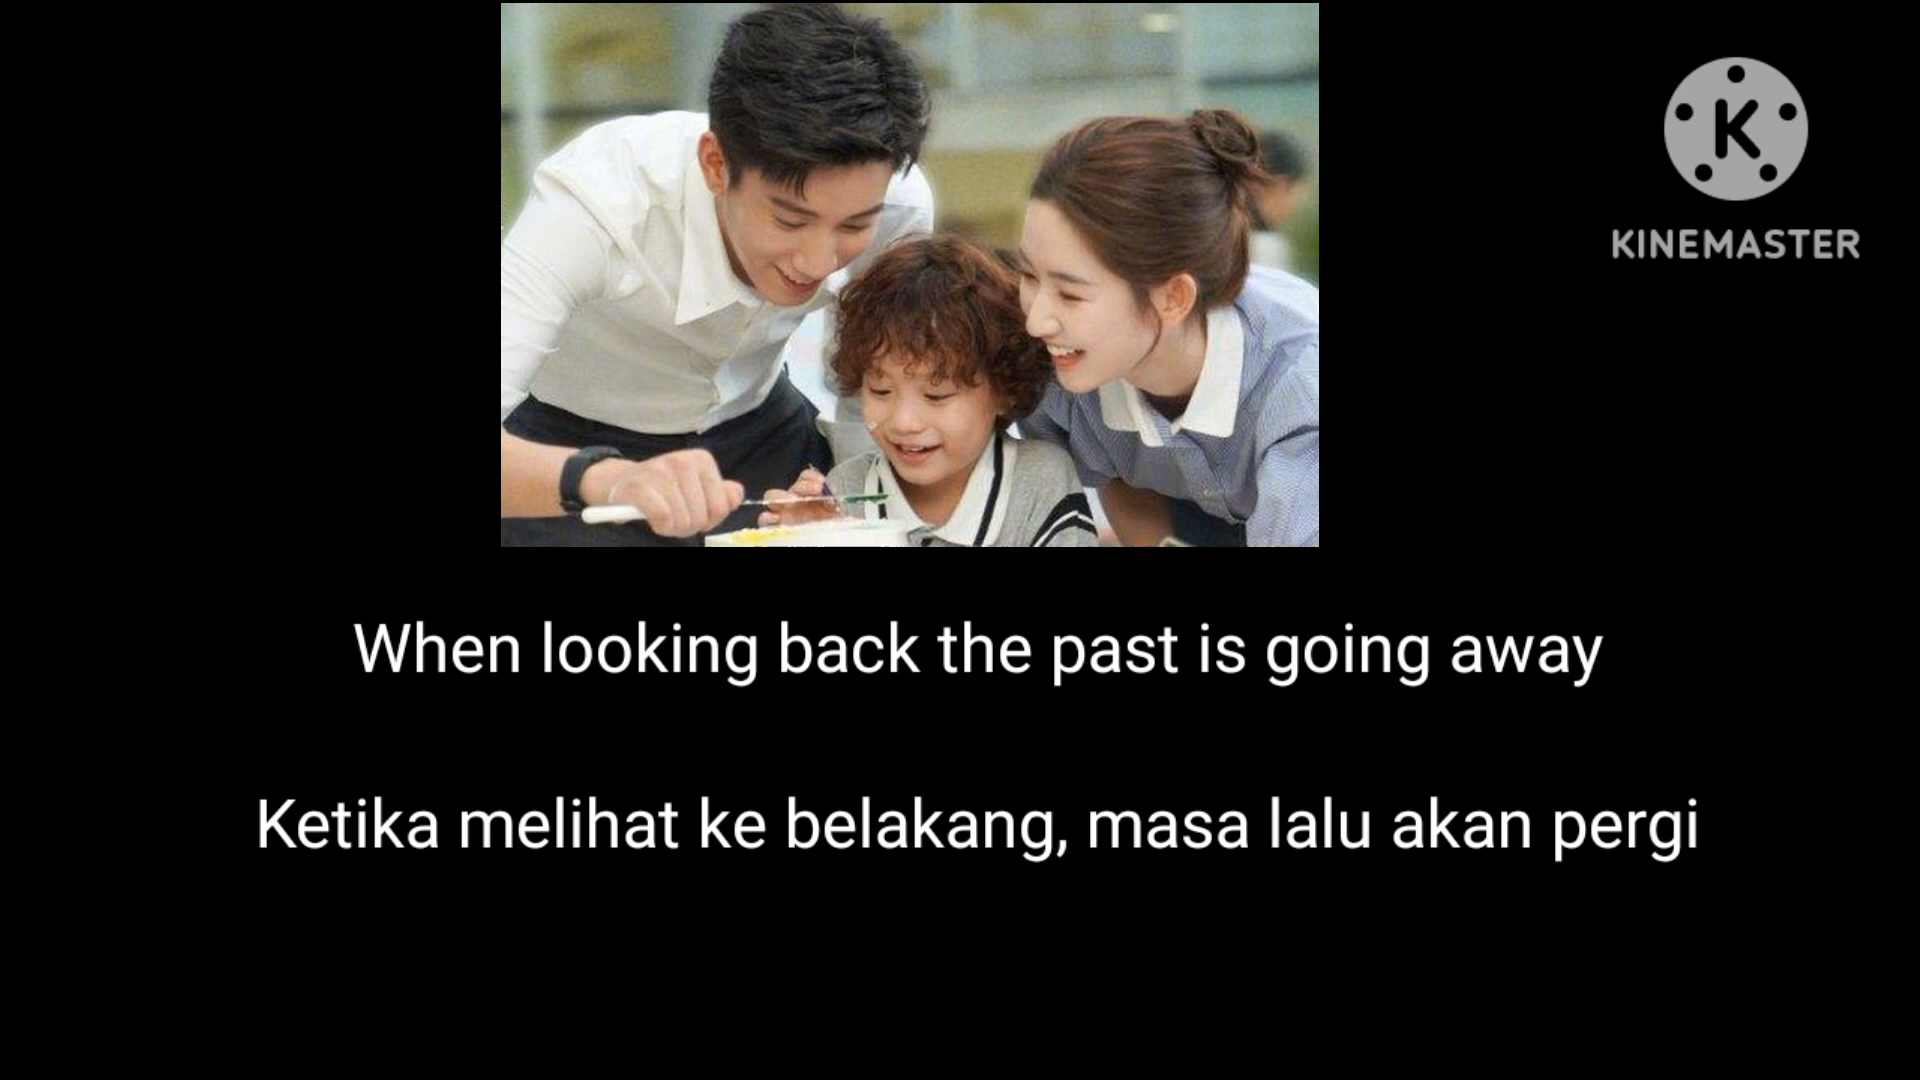 K
KINEMASTER
When looking back the past is going away
Ketika melihat ke belakang, masa lalu akan pergi